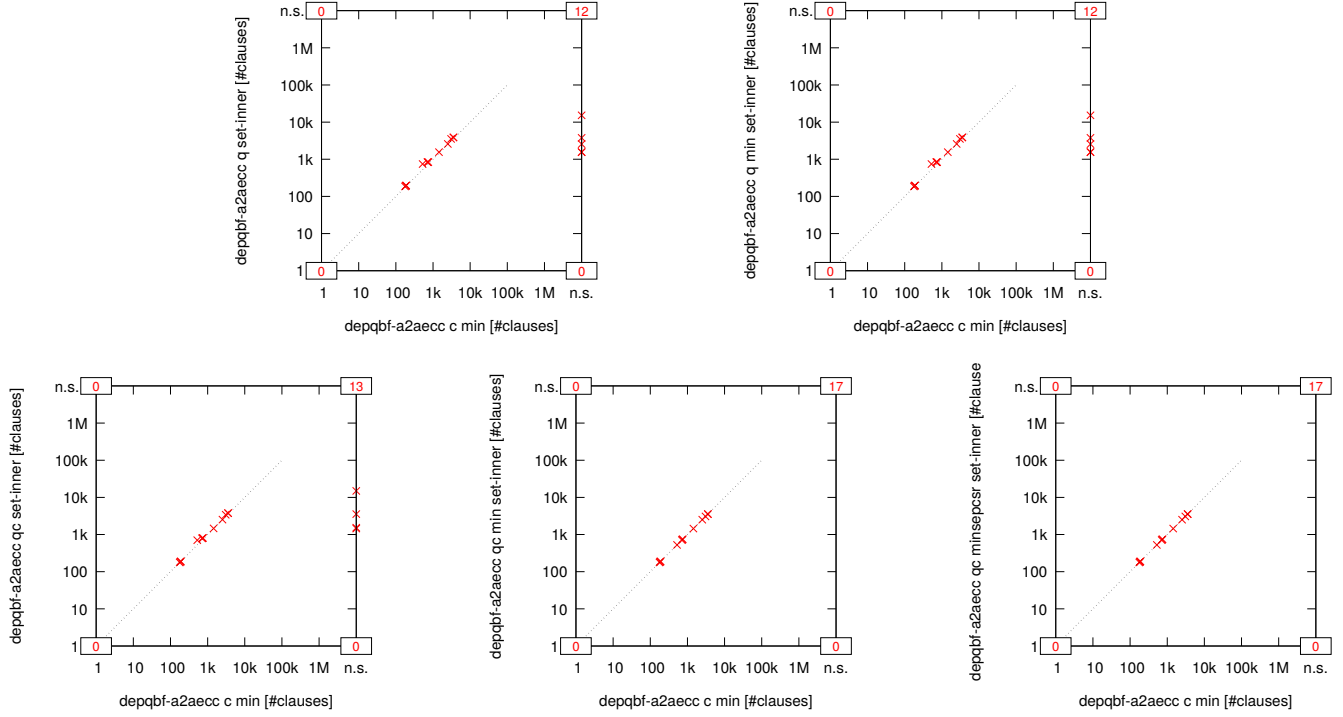 n.s.
0
12
1M
100k
10k
1k
100
10
1
0
0
1
10
100
1k
10k
100k
1M
n.s.
depqbf-a2aecc q set-inner [#clauses]
depqbf-a2aecc c min [#clauses]
n.s.
0
12
1M
100k
10k
1k
100
10
1
0
0
1
10
100
1k
10k
100k
1M
n.s.
depqbf-a2aecc q min set-inner [#clauses]
depqbf-a2aecc c min [#clauses]
n.s.
0
13
1M
100k
10k
1k
100
10
1
0
0
1
10
100
1k
10k
100k
1M
n.s.
depqbf-a2aecc qc set-inner [#clauses]
depqbf-a2aecc c min [#clauses]
n.s.
0
17
1M
100k
10k
1k
100
10
1
0
0
1
10
100
1k
10k
100k
1M
n.s.
depqbf-a2aecc qc min set-inner [#clauses]
depqbf-a2aecc c min [#clauses]
n.s.
0
17
1M
100k
10k
1k
100
10
1
0
0
1
10
100
1k
10k
100k
1M
n.s.
depqbf-a2aecc qc minsepcsr set-inner [#clause
depqbf-a2aecc c min [#clauses]